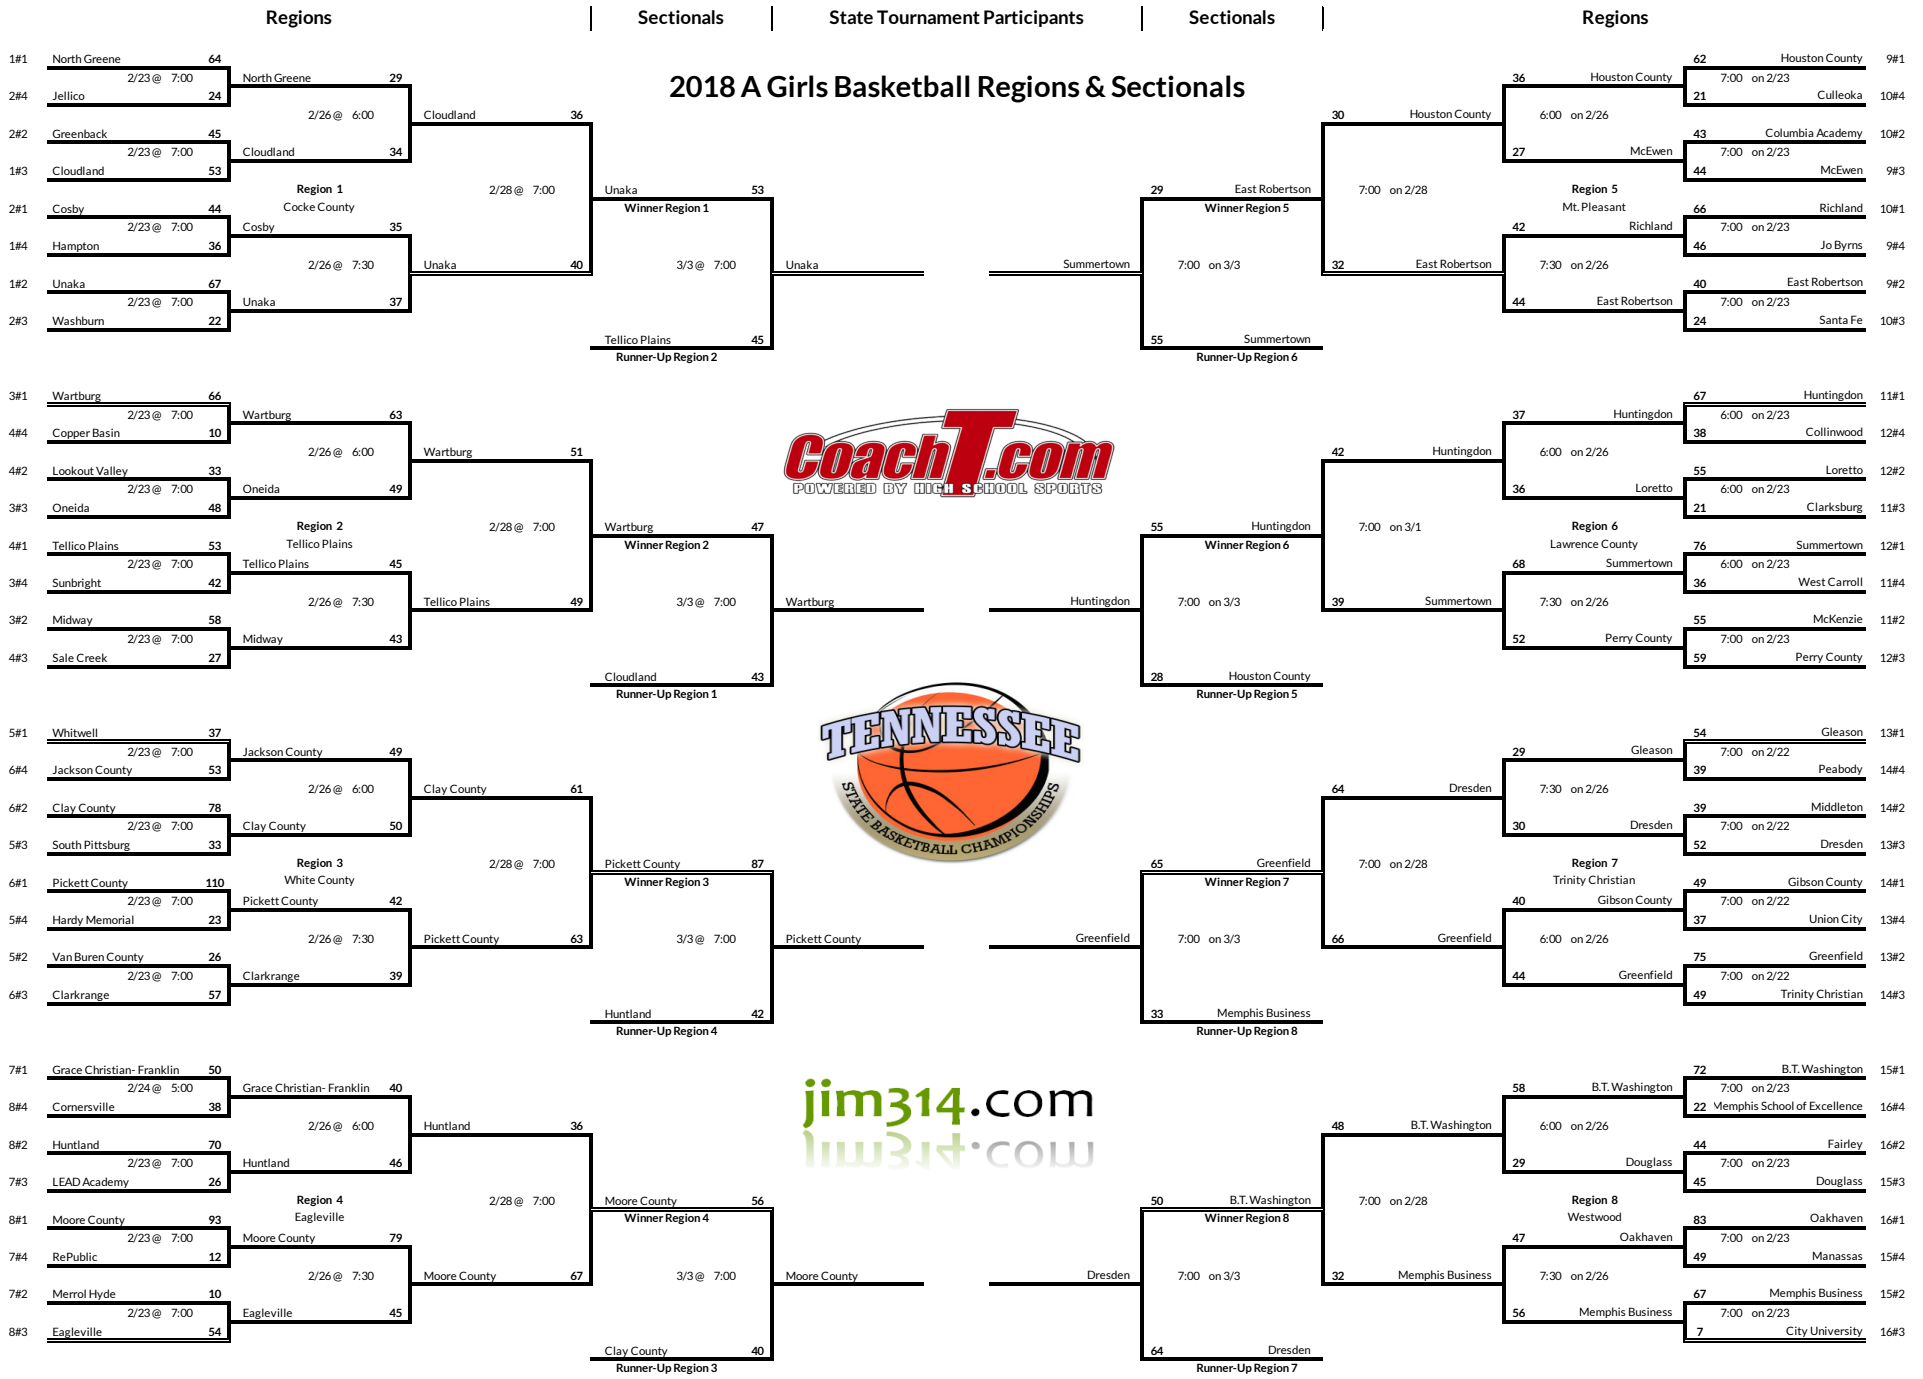 Regions Sectionals State Tournament Participants Sectionals Regions
2018 A Girls Basketball Regions & Sectionals
1#1 North Greene 64
2/23 @ 7:00 North Greene 29
2#4 Jellico 24
2/26 @ 6:00 Cloudland 36
2#2 Greenback 45
2/23 @ 7:00 Cloudland 34
1#3 Cloudland 53
Region 1
Cocke County
2/28 @ 7:00 Unaka 53
Winner Region 1
2#1 Cosby 44
2/23 @ 7:00 Cosby 35
1#4 Hampton 36
2/26 @ 7:30 Unaka 40
3/3 @ 7:00 Unaka
1#2 Unaka 67
2/23 @ 7:00 Unaka 37
2#3 Washburn 22
Tellico Plains 45
Runner-Up Region 2
3#1 Wartburg 66
2/23 @ 7:00 Wartburg 63
4#4 Copper Basin 10
2/26 @ 6:00 Wartburg 51
4#2 Lookout Valley 33
2/23 @ 7:00 Oneida 49
3#3 Oneida 48
Region 2
Tellico Plains
2/28 @ 7:00 Wartburg 47
Winner Region 2
4#1 Tellico Plains 53
2/23 @ 7:00 Tellico Plains 45
3#4 Sunbright 42
2/26 @ 7:30 Tellico Plains 49
3/3 @ 7:00 Wartburg
3#2 Midway 58
2/23 @ 7:00 Midway 43
4#3 Sale Creek 27
Cloudland 43
Runner-Up Region 1
5#1 Whitwell 37
2/23 @ 7:00 Jackson County 49
6#4 Jackson County 53
2/26 @ 6:00 Clay County 61
6#2 Clay County 78
2/23 @ 7:00 Clay County 50
5#3 South Pittsburg 33
Region 3
White County
2/28 @ 7:00 Pickett County 87
Winner Region 3
6#1 Pickett County 110
2/23 @ 7:00 Pickett County 42
5#4 Hardy Memorial 23
2/26 @ 7:30 Pickett County 63
3/3 @ 7:00 Pickett County
5#2 Van Buren County 26
2/23 @ 7:00 Clarkrange 39
6#3 Clarkrange 57
Huntland 42
Runner-Up Region 4
7#1 Grace Christian- Franklin 50
2/24 @ 5:00 Grace Christian- Franklin 40
8#4 Cornersville 38
2/26 @ 6:00 Huntland 36
8#2 Huntland 70
2/23 @ 7:00 Huntland 46
7#3 LEAD Academy 26
Region 4
Eagleville
2/28 @ 7:00 Moore County 56
Winner Region 4
8#1 Moore County 93
2/23 @ 7:00 Moore County 79
7#4 RePublic 12
2/26 @ 7:30 Moore County 67
3/3 @ 7:00 Moore County
7#2 Merrol Hyde 10
2/23 @ 7:00 Eagleville 45
8#3 Eagleville 54
Clay County 40
Runner-Up Region 3
CoachT.com
POWERED BY HIGH SCHOOL SPORTS
TENNESSEE
STATE BASKETBALL CHAMPIONSHIPS
jim314.com
62 Houston County 9#1
36 Houston County 7:00 on 2/23
21 Culleoka 10#4
30 Houston County 6:00 on 2/26
43 Columbia Academy 10#2
27 McEwen 7:00 on 2/23
44 McEwen 9#3
Region 5
Mt. Pleasant
29 East Robertson 7:00 on 2/28
Winner Region 5
66 Richland 10#1
42 Richland 7:00 on 2/23
46 Jo Byrns 9#4
32 East Robertson 7:30 on 2/26
Summertown 7:00 on 3/3
40 East Robertson 9#2
44 East Robertson 7:00 on 2/23
24 Santa Fe 10#3
55 Summertown
Runner-Up Region 6
67 Huntingdon 11#1
37 Huntingdon 6:00 on 2/23
38 Collinwood 12#4
42 Huntingdon 6:00 on 2/26
55 Loretto 12#2
36 Loretto 6:00 on 2/23
21 Clarksburg 11#3
Region 6
Lawrence County
55 Huntingdon 7:00 on 3/1
Winner Region 6
76 Summertown 12#1
68 Summertown 6:00 on 2/23
36 West Carroll 11#4
39 Summertown 7:30 on 2/26
Huntingdon 7:00 on 3/3
55 McKenzie 11#2
52 Perry County 7:00 on 2/23
59 Perry County 12#3
28 Houston County
Runner-Up Region 5
54 Gleason 13#1
29 Gleason 7:00 on 2/22
39 Peabody 14#4
64 Dresden 7:30 on 2/26
39 Middleton 14#2
30 Dresden 7:00 on 2/22
52 Dresden 13#3
Region 7
Trinity Christian
65 Greenfield 7:00 on 2/28
Winner Region 7
49 Gibson County 14#1
40 Gibson County 7:00 on 2/22
37 Union City 13#4
66 Greenfield 6:00 on 2/26
Greenfield 7:00 on 3/3
75 Greenfield 13#2
44 Greenfield 7:00 on 2/22
49 Trinity Christian 14#3
33 Memphis Business
Runner-Up Region 8
72 B.T. Washington 15#1
58 B.T. Washington 7:00 on 2/23
22 Memphis School of Excellence 16#4
48 B.T. Washington 6:00 on 2/26
44 Fairley 16#2
29 Douglass 7:00 on 2/23
45 Douglass 15#3
Region 8
Westwood
50 B.T. Washington 7:00 on 2/28
Winner Region 8
83 Oakhaven 16#1
47 Oakhaven 7:00 on 2/23
49 Manassas 15#4
32 Memphis Business 7:30 on 2/26
Dresden 7:00 on 3/3
67 Memphis Business 15#2
56 Memphis Business 7:00 on 2/23
7 City University 16#3
64 Dresden
Runner-Up Region 7